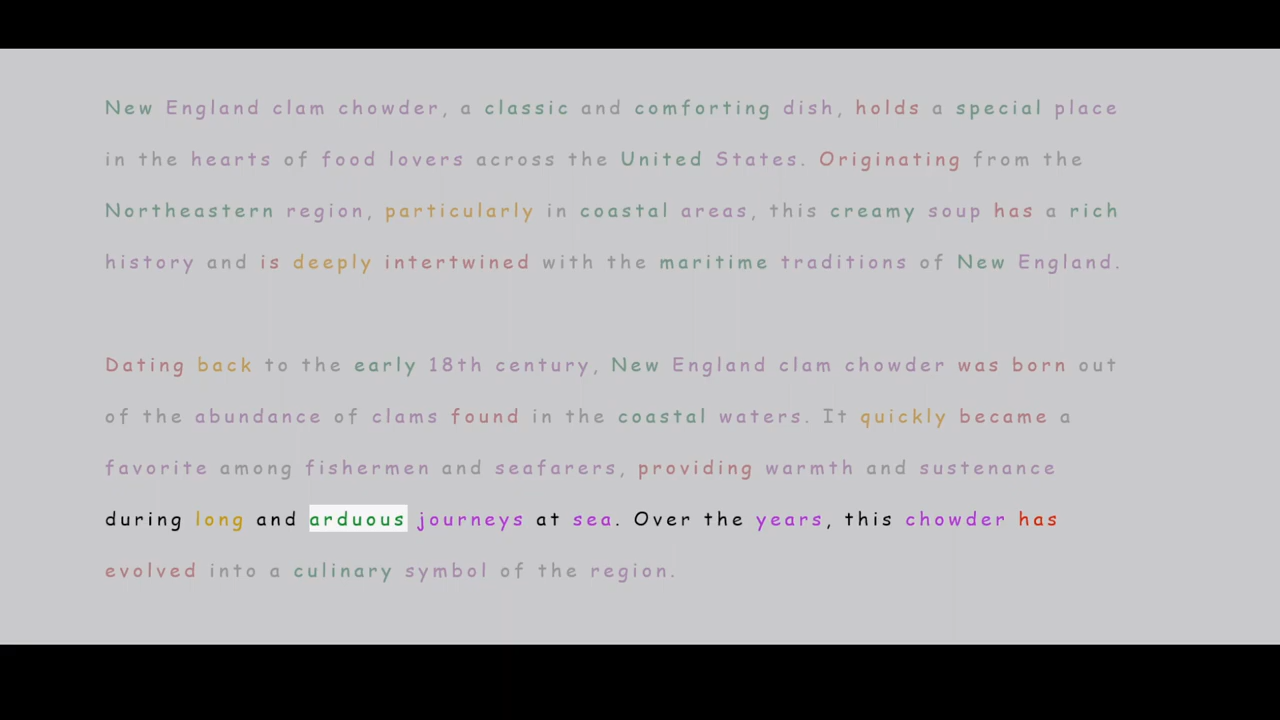 New England clam chowder, a classic and comforting dish, holds a special place
in the hearts of food lovers across the United States. Originating from the
Northeastern region, particularly in coastal areas, this creamy soup has a rich
history and is deeply intertwined with the maritime traditions of New England.
Dating back to the early 18th century, New England clam chowder was born out
of the abundance of clams found in the coastal waters. It quickly became a
favorite among fishermen and seafarers, providing warmth and sustenance
during long and arduous journeys at sea. Over the years, this chowder has
evolved into a culinary symbol of the region.